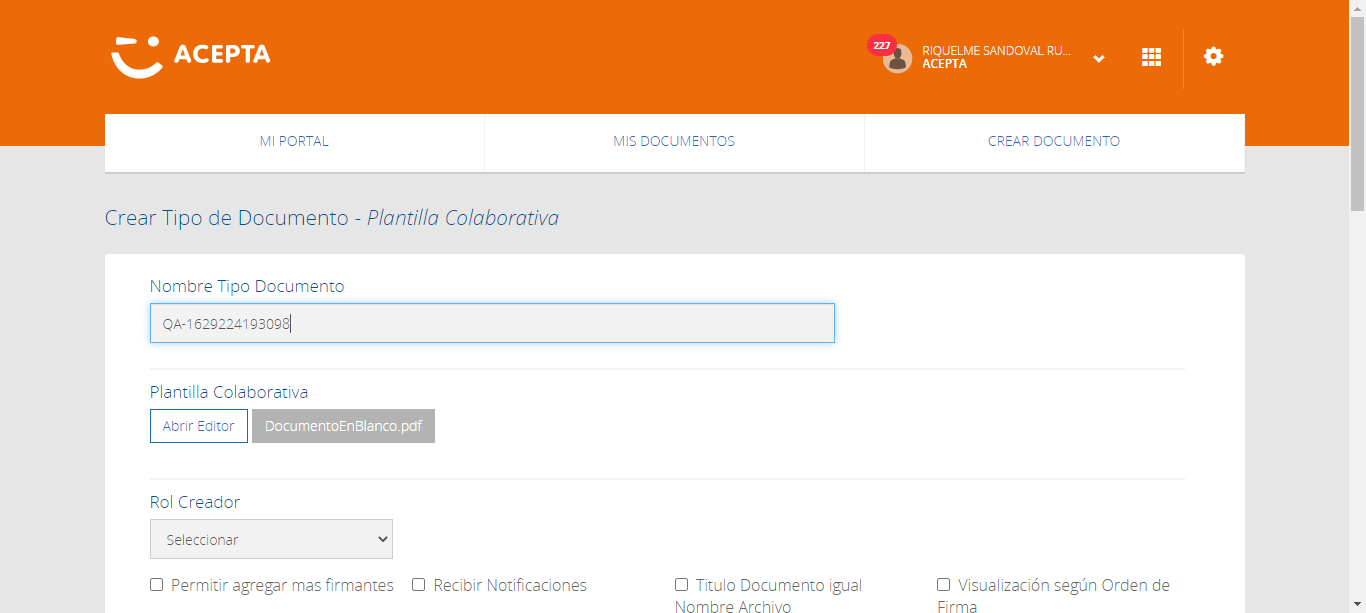 ACEPTA
227
RIQUELME SANDOVAL RU...
ACEPTA
MI PORTAL
MIS DOCUMENTOS
CREAR DOCUMENTO
Crear Tipo de Documento - Plantilla Colaborativa
Nombre Tipo Documento
QA-1629224193098
Plantilla Colaborativa
Abrir Editor
DocumentoEnBlanco.pdf
Rol Creador
Seleccionar
Permitir agregar mas firmantes
Recibir Notificaciones
Titulo Documento igual
Nombre Archivo
Visualización según Orden de
Firma